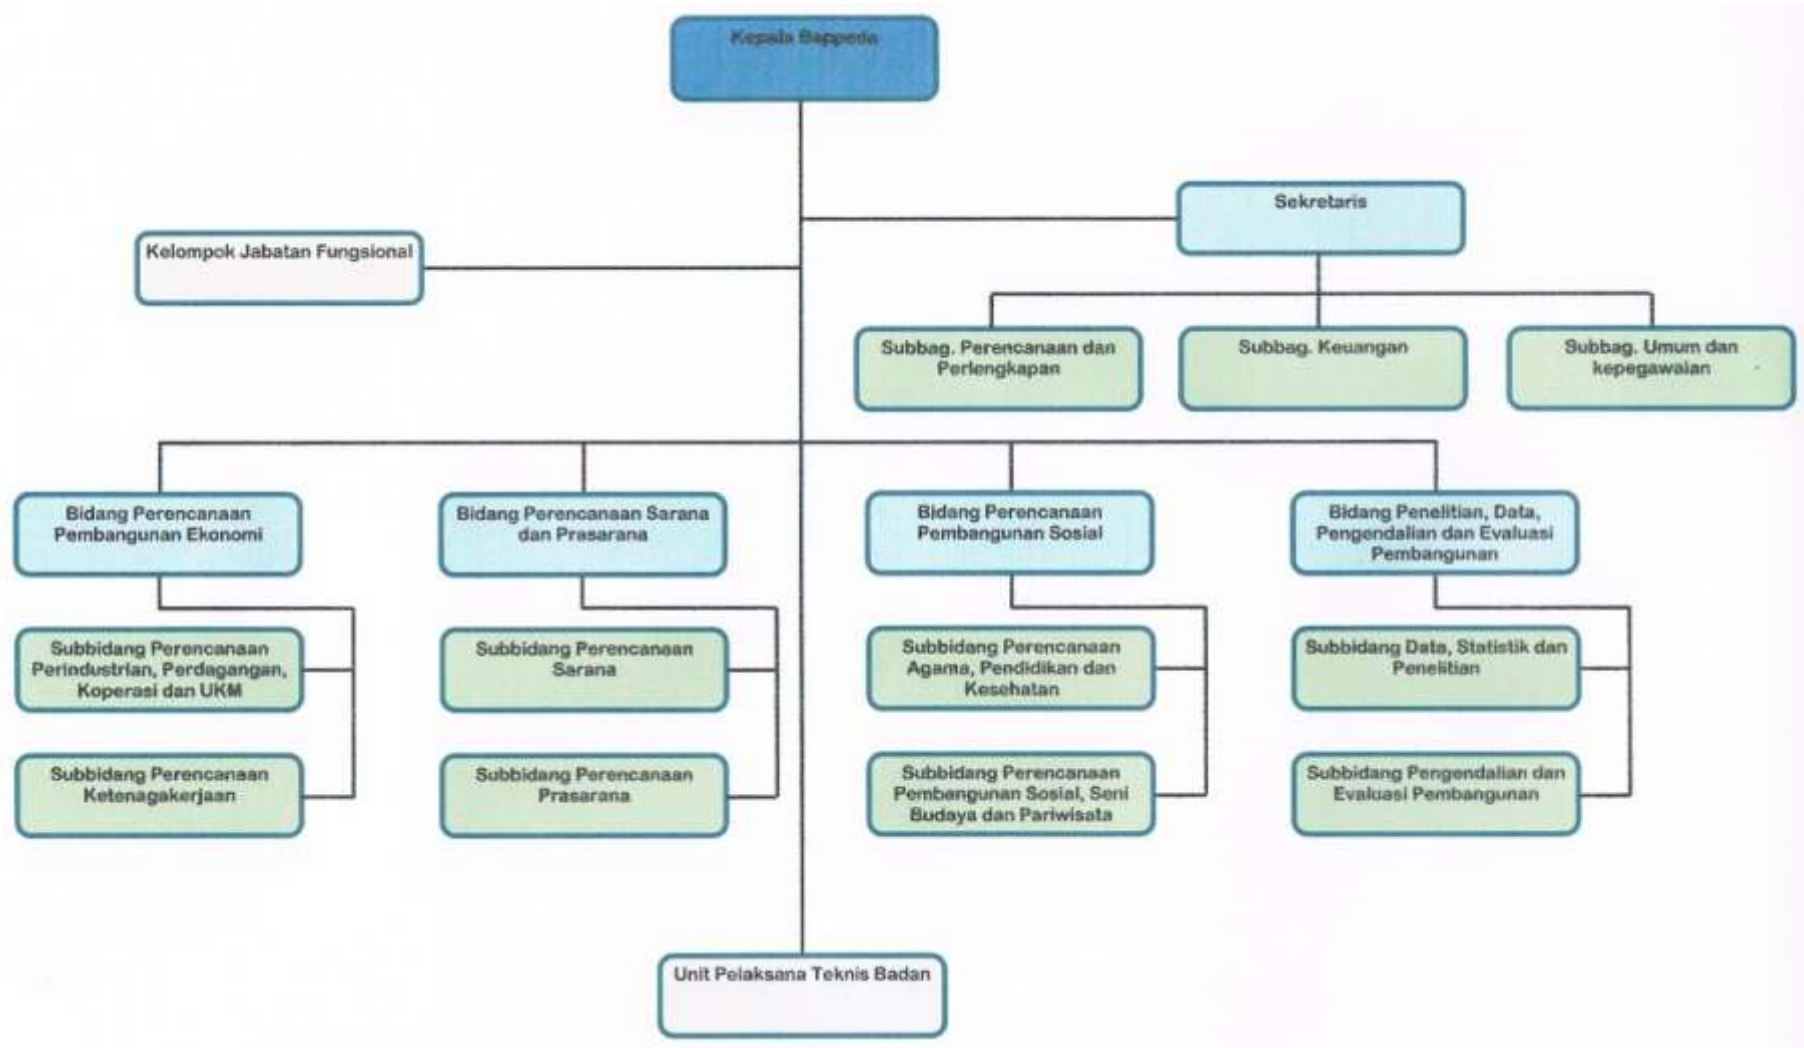 Kepala Bappeda
Sekretaris
Kelompok Jabatan Fungsional
Subbag. Perencanaan dan
Perlengkapan
Subbag. Keuangan
Subbag. Umum dan
kepegawaian
Bidang Perencanaan
Pembangunan Ekonomi
Bidang Perencanaan Sarana
dan Prasarana
Bidang Perencanaan
Pembangunan Sosial
Bidang Penelitian, Data,
Pengendalian dan Evaluasi
Pembangunan
Subbidang Perencanaan
Perindustrian, Perdagangan,
Koperasi dan UKM
Subbidang Perencanaan
Sarana
Subbidang Perencanaan
Agama, Pendidikan dan
Kesehatan
Subbidang Data, Statistik dan
Penelitian
Subbidang Perencanaan
Ketenagakerjaan
Subbidang Perencanaan
Prasarana
Subbidang Perencanaan
Pembangunan Sosial, Seni
Budaya dan Pariwisata
Subbidang Pengendalian dan
Evaluasi Pembangunan
Unit Pelaksana Teknis Badan